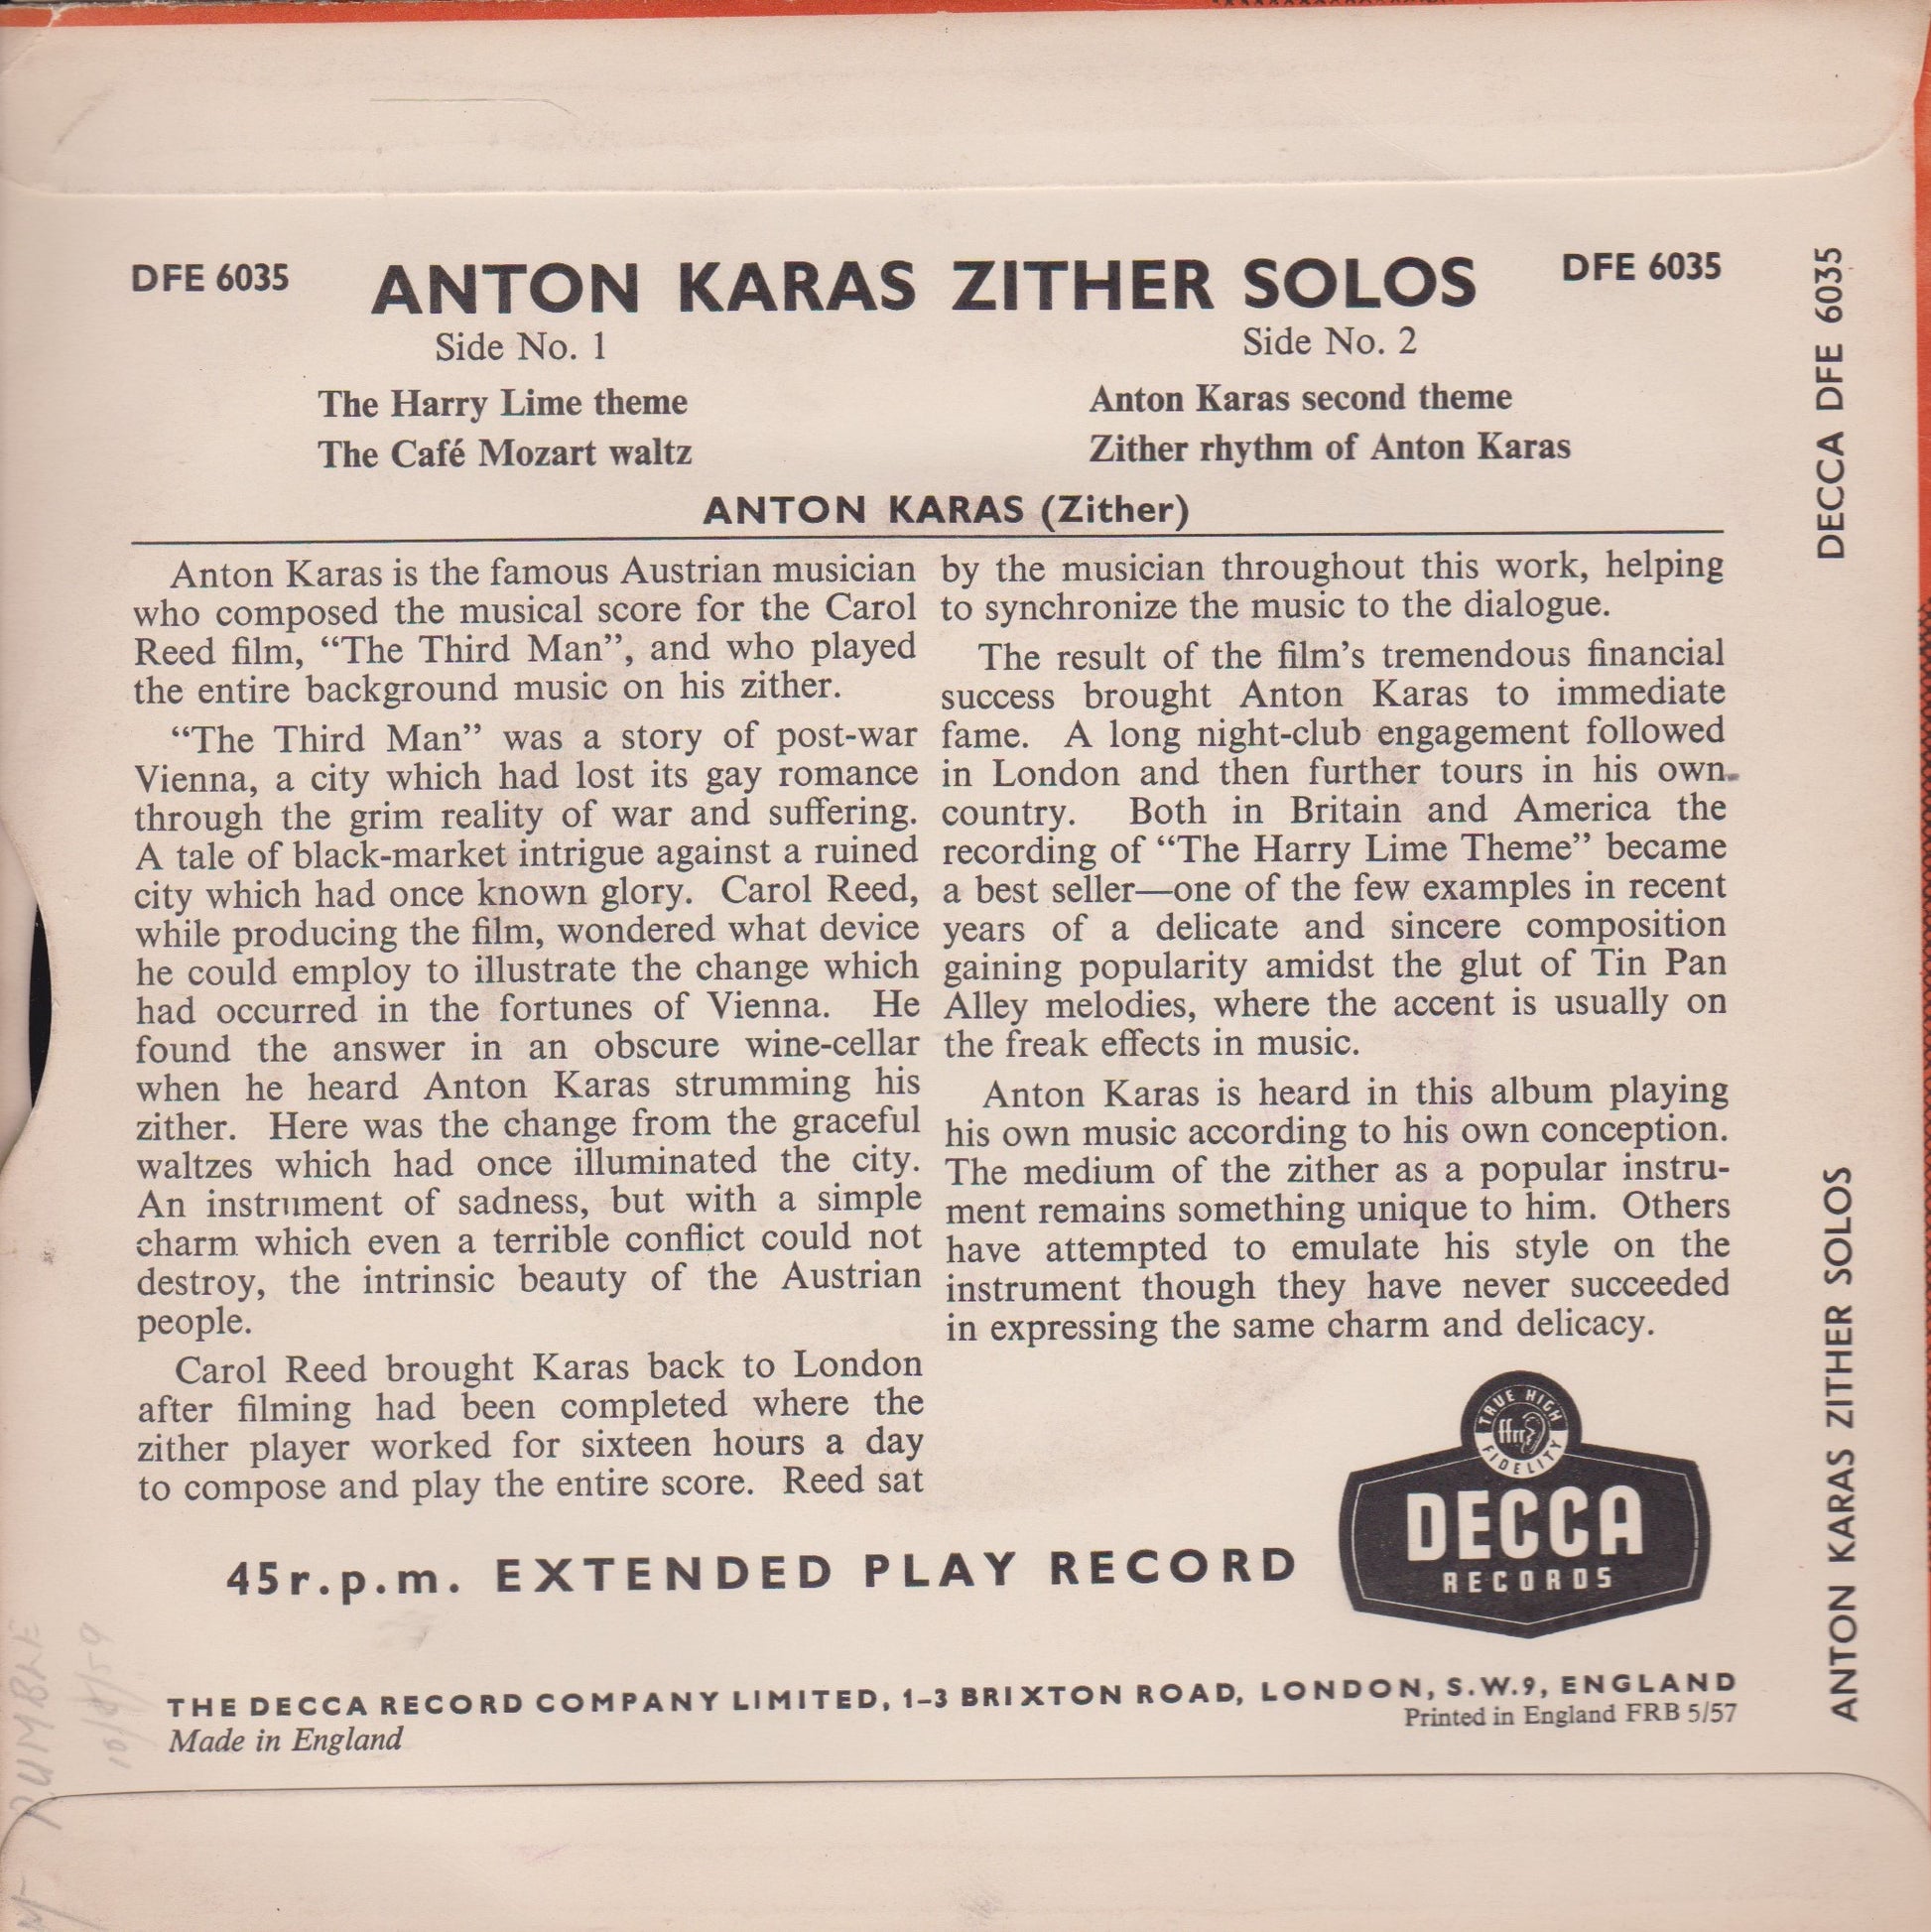 DFE 6035
ANTON KARAS ZITHER SOLOS
DFE 6035
Side No. 1
The Harry Lime theme
The Café Mozart waltz
Side No. 2
Anton Karas second theme
Zither rhythm of Anton Karas
ANTON KARAS (Zither)
Anton Karas is the famous Austrian musician
who composed the musical score for the Carol
Reed film, “The Third Man”, and who played
the entire background music on his zither.
“The Third Man” was a story of post-war
Vienna, a city which had lost its gay romance
through the grim reality of war and suffering.
A tale of black-market intrigue against a ruined
city which had once known glory. Carol Reed,
while producing the film, wondered what device
he could employ to illustrate the change which
had occurred in the fortunes of Vienna. He
found the answer in an obscure wine-cellar
when he heard Anton Karas strumming his
zither. Here was the change from the graceful
waltzes which had once illuminated the city.
An instrument of sadness, but with a simple
charm which even a terrible conflict could not
destroy, the intrinsic beauty of the Austrian
people.
Carol Reed brought Karas back to London
after filming had been completed where the
zither player worked for sixteen hours a day
to compose and play the entire score. Reed sat
by the musician throughout this work, helping
to synchronize the music to the dialogue.
The result of the film’s tremendous financial
success brought Anton Karas to immediate
fame. A long night-club engagement followed
in London and then further tours in his own
country. Both in Britain and America the
recording of “The Harry Lime Theme” became
a best seller—one of the few examples in recent
years of a delicate and sincere composition
gaining popularity amidst the glut of Tin Pan
Alley melodies, where the accent is usually on
the freak effects in music.
Anton Karas is heard in this album playing
his own music according to his own conception.
The medium of the zither as a popular instru-
ment remains something unique to him. Others
have attempted to emulate his style on the
instrument though they have never succeeded
in expressing the same charm and delicacy.
TRUE HIGH
ffrr
FIDELITY
DECCA
RECORDS
45 r.p.m. EXTENDED PLAY RECORD
THE DECCA RECORD COMPANY LIMITED, 1–3 BRIXTON ROAD, LONDON, S.W.9, ENGLAND
Made in England
Printed in England FRB 5/57
DECCA DFE 6035
ANTON KARAS ZITHER SOLOS